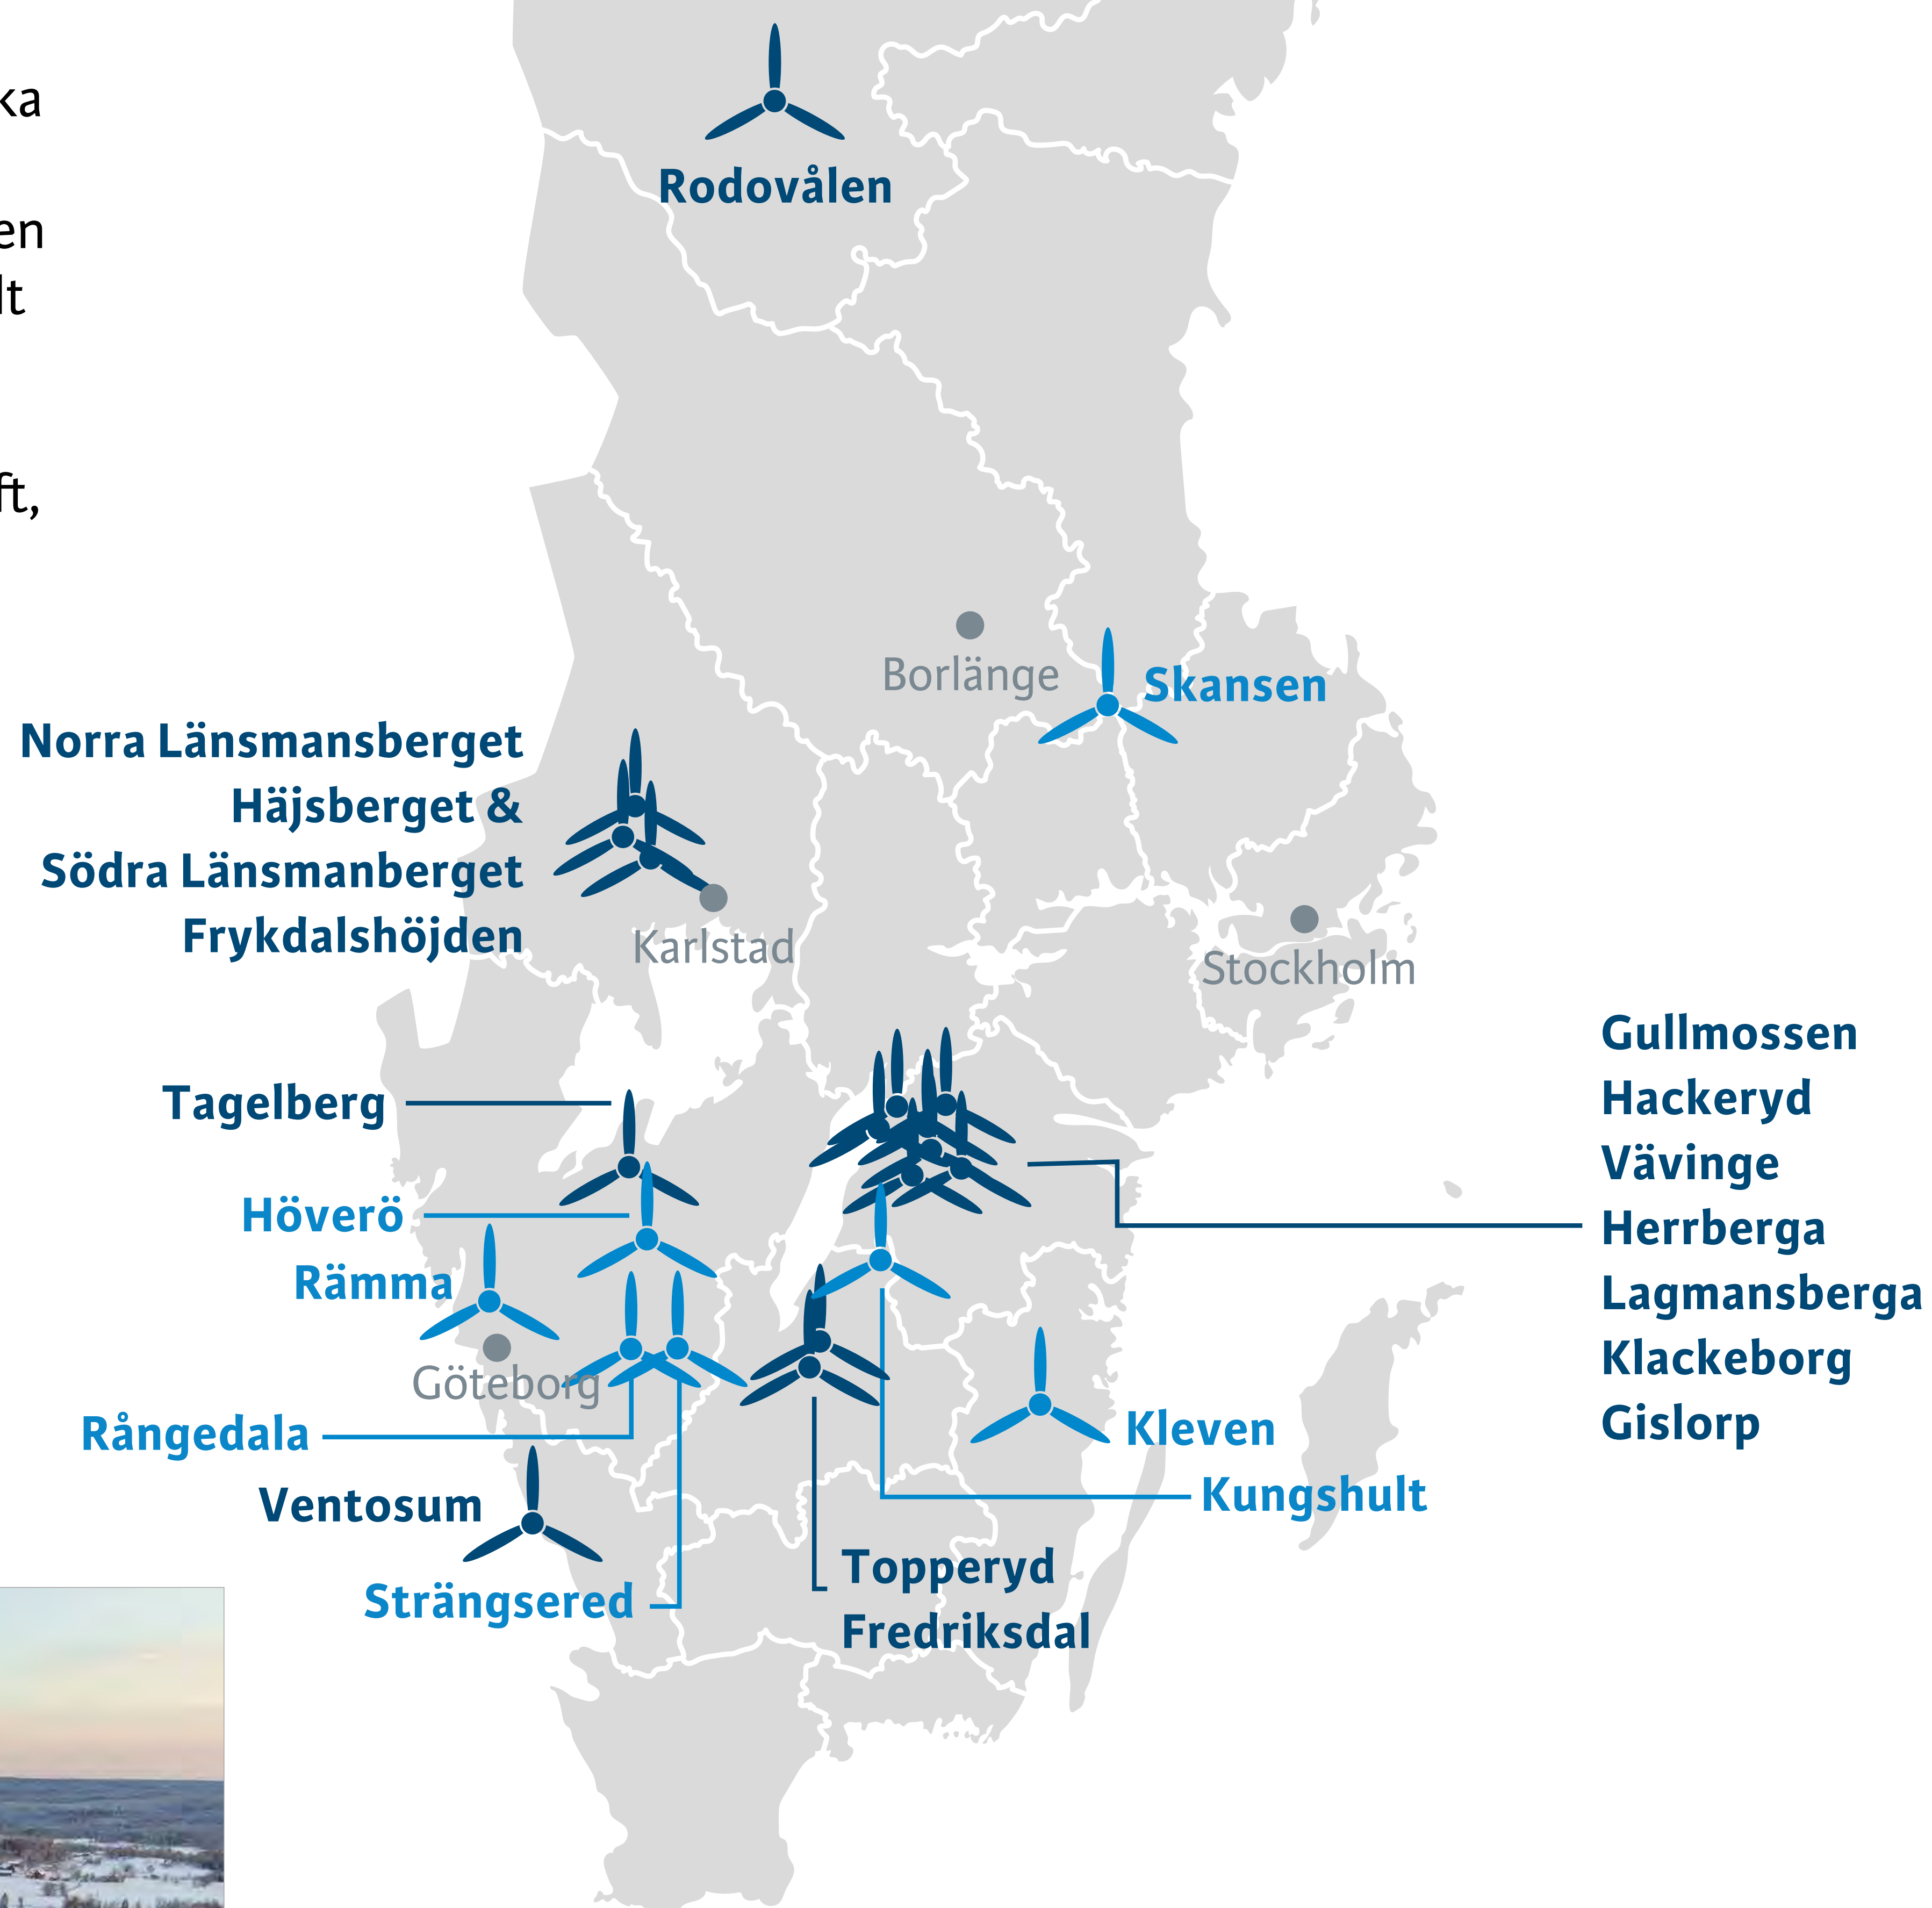 ka
en
lt
ft,
Rodovålen
Borlänge
Skansen
Norra Länsmansberget
Häjsberget &
Södra Länsmanberget
Frykdalshöjden
Karlstad
Stockholm
Gullmossen
Hackeryd
Vävinge
Herrberga
Lagmansberga
Klackeborg
Gislorp
Tagelberg
Höverö
Rämma
Göteborg
Rångedala
Ventosum
Strängsered
Kleven
Kungshult
Topperyd
Fredriksdal